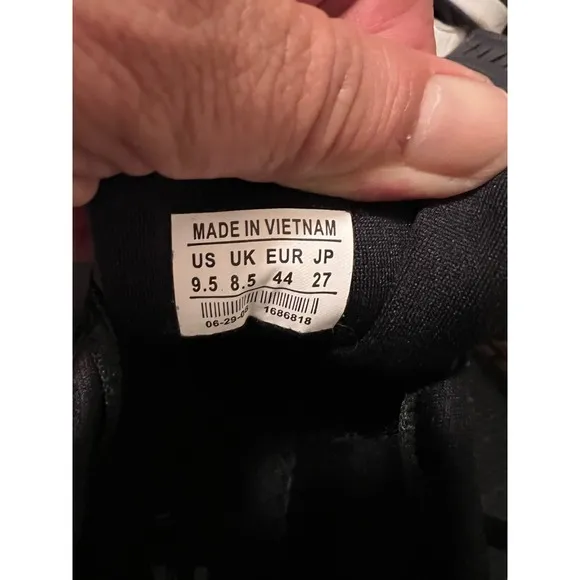 MADE IN VIETNAM
US UK EUR JP
9.5 8.5 44 27
1686818